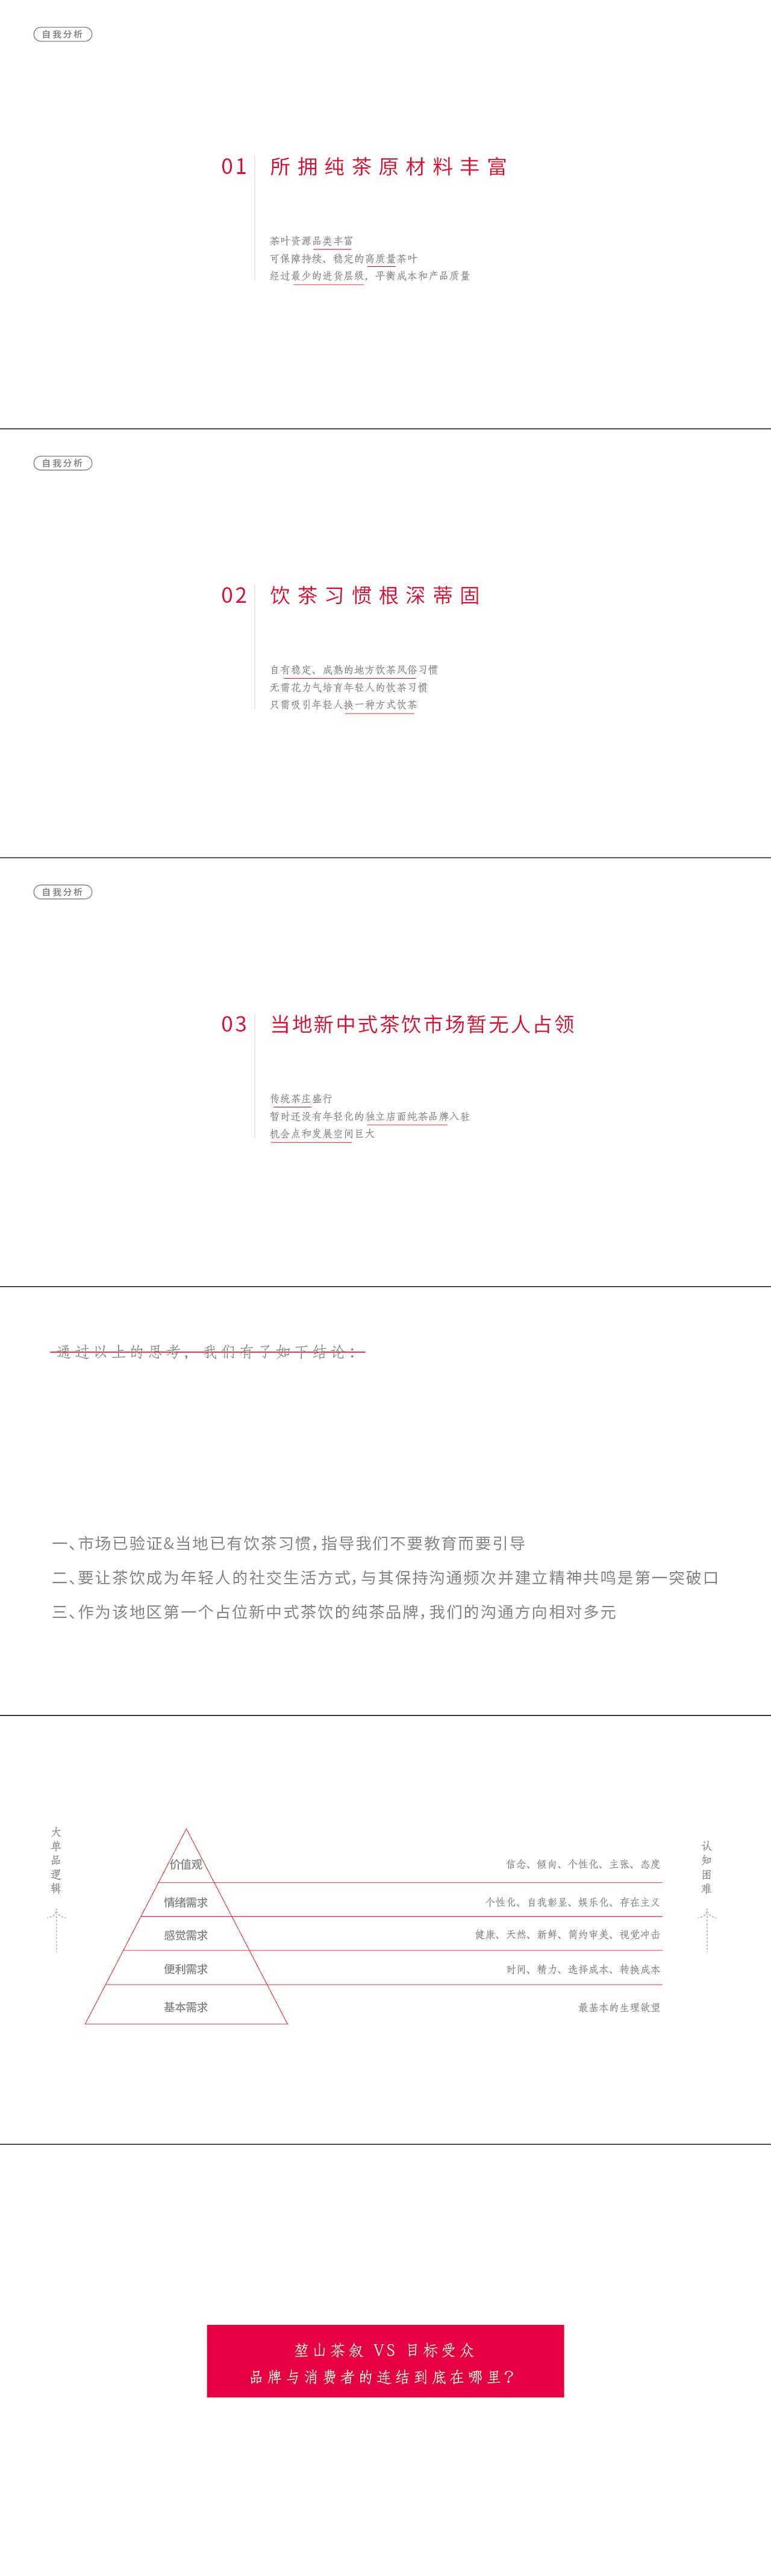 自我分析
01 所拥纯茶原材料丰富
茶叶资源品类丰富
可保障持续、稳定的高质量茶叶
经过最少的进货层级，平衡成本和产品质量
自我分析
02 饮茶习惯根深蒂固
自有稳定、成熟的地方饮茶风俗习惯
无需花力气培育年轻人的饮茶习惯
只需吸引年轻人换一种方式饮茶
自我分析
03 当地新中式茶饮市场暂无人占领
传统茶庄盛行
暂时还没有年轻化的独立店面纯茶品牌入驻
机会点和发展空间巨大
通过以上的思考，我们有了如下结论：
一、市场已验证&当地已有饮茶习惯，指导我们不要教育而要引导
二、要让茶饮成为年轻人的社交生活方式，与其保持沟通频次并建立精神共鸣是第一突破口
三、作为该地区第一个占位新中式茶饮的纯茶品牌，我们的沟通方向相对多元
大单品逻辑
价值观 信念、倾向、个性化、主张、态度
情绪需求 个性化、自我彰显、娱乐化、存在主义
感觉需求 健康、天然、新鲜、简约审美、视觉冲击
便利需求 时间、精力、选择成本、转换成本
基本需求 最基本的生理欲望
认知困难
堃山茶叙 VS 目标受众
品牌与消费者的连结到底在哪里？